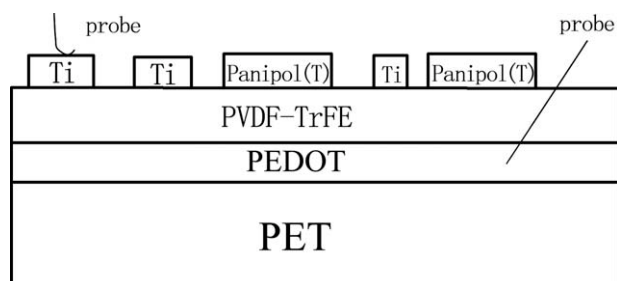 probe
probe
Ti
Ti
Panipol(T)
Ti
Panipol(T)
PVDF-TrFE
PEDOT
PET